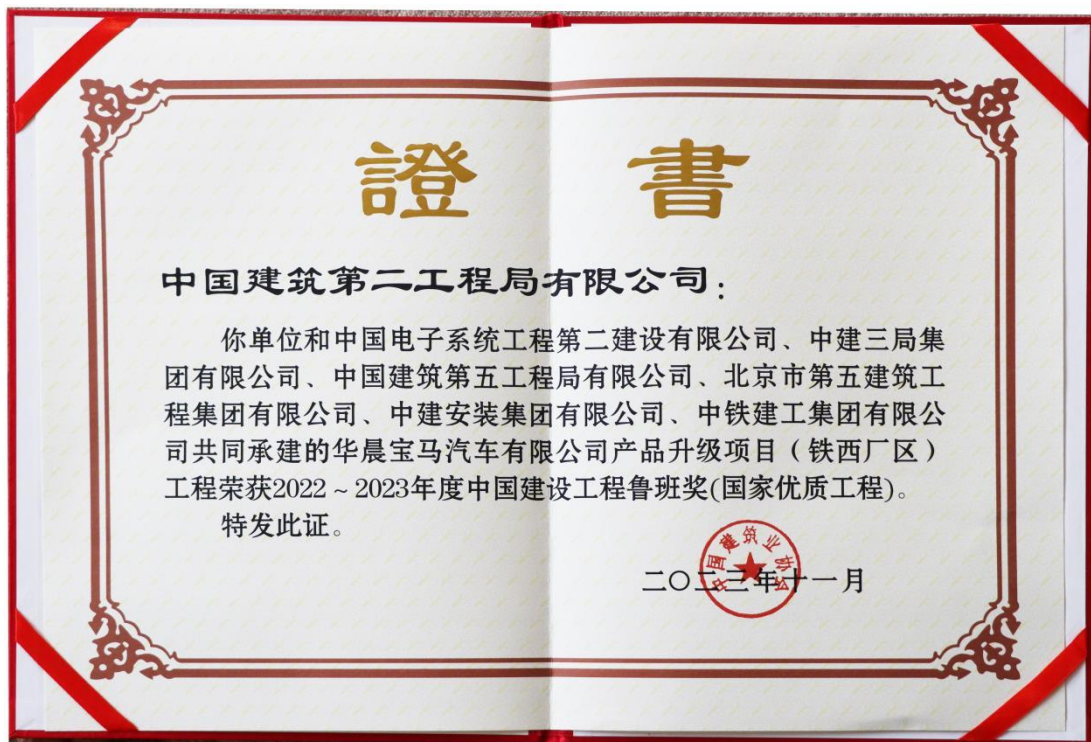 證書
中国建筑第二工程局有限公司：
你单位和中国电子系统工程第二建设有限公司、中建三局集
团有限公司、中国建筑第五工程局有限公司、北京市第五建筑工
程集团有限公司、中建安装集团有限公司、中铁建工集团有限公
司共同承建的华晨宝马汽车有限公司产品升级项目（铁西厂区）
工程荣获2022～2023年度中国建设工程鲁班奖(国家优质工程)。
特发此证。
中国建筑业协会
二〇二三年十一月